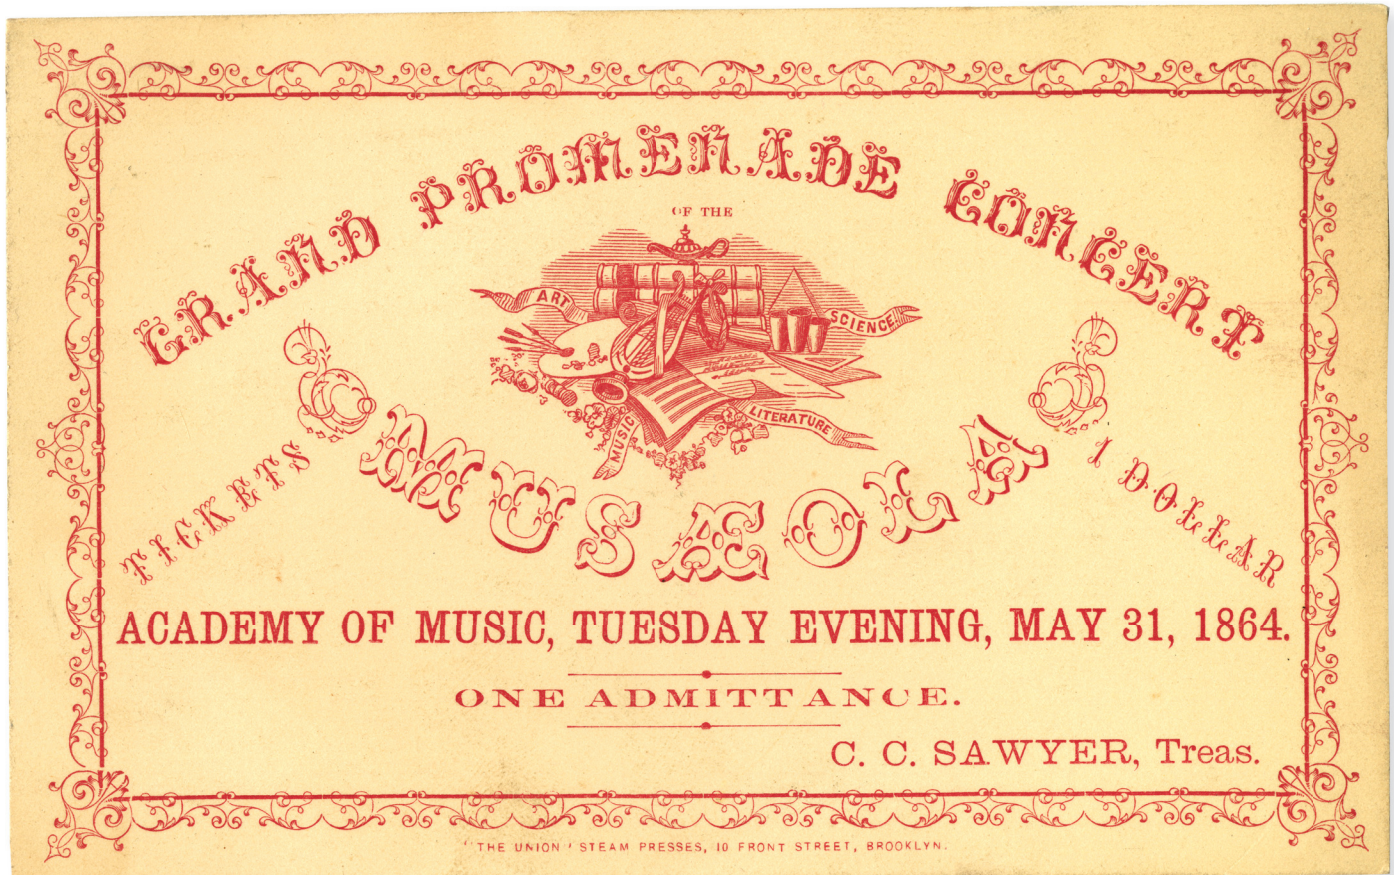 GRAND PROMENADE CONCERT
OF THE
ART
SCIENCE
MUSIC
LITERATURE
MUSÆOLA
TICKETS
1 DOLLAR
ACADEMY OF MUSIC, TUESDAY EVENING, MAY 31, 1864.
ONE ADMITTANCE.
C. C. SAWYER, Treas.
"THE UNION" STEAM PRESSES, 10 FRONT STREET, BROOKLYN.